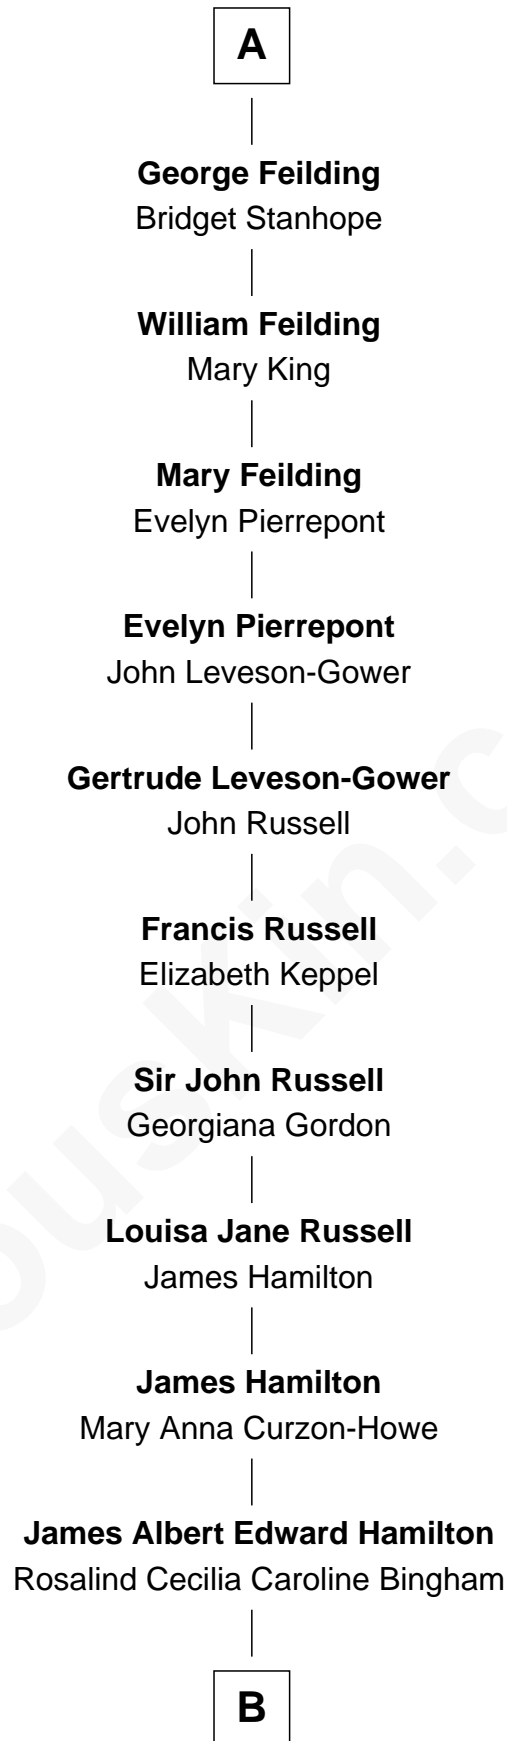 A
George Feilding
Bridget Stanhope
William Feilding
Mary King
Mary Feilding
Evelyn Pierrepont
Evelyn Pierrepont
John Leveson-Gower
Gertrude Leveson-Gower
John Russell
Francis Russell
Elizabeth Keppel
Sir John Russell
Georgiana Gordon
Louisa Jane Russell
James Hamilton
James Hamilton
Mary Anna Curzon-Howe
James Albert Edward Hamilton
Rosalind Cecilia Caroline Bingham
B